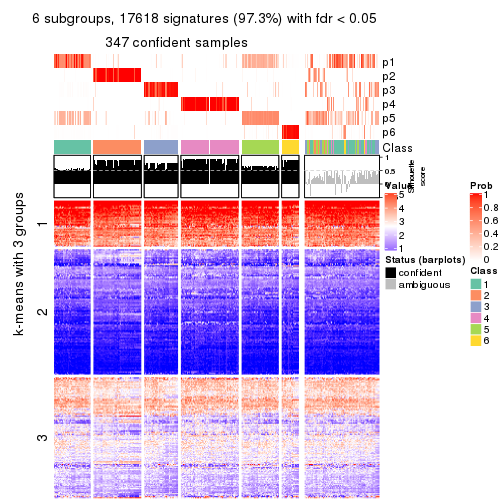 6 subgroups, 17618 signatures (97.3%) with fdr < 0.05
347 confident samples
p1
p2
p3
p4
p5
p6
Class
1
0.5
0
Silhouette
score
k-means with 3 groups
1
2
3
Value
5
4
3
2
1
Status (barplots)
confident
ambiguous
Prob
1
0.8
0.6
0.4
0.2
0
Class
1
2
3
4
5
6